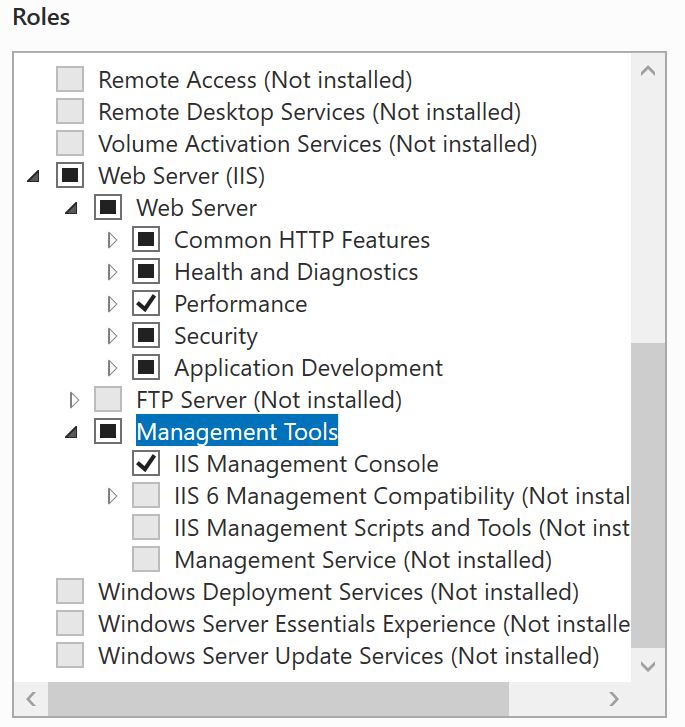 Roles
Remote Access (Not installed)
Remote Desktop Services (Not installed)
Volume Activation Services (Not installed)
Web Server (IIS)
Web Server
Common HTTP Features
Health and Diagnostics
Performance
Security
Application Development
FTP Server (Not installed)
Management Tools
IIS Management Console
IIS 6 Management Compatibility (Not instal
IIS Management Scripts and Tools (Not inst
Management Service (Not installed)
Windows Deployment Services (Not installed)
Windows Server Essentials Experience (Not installe
Windows Server Update Services (Not installed)